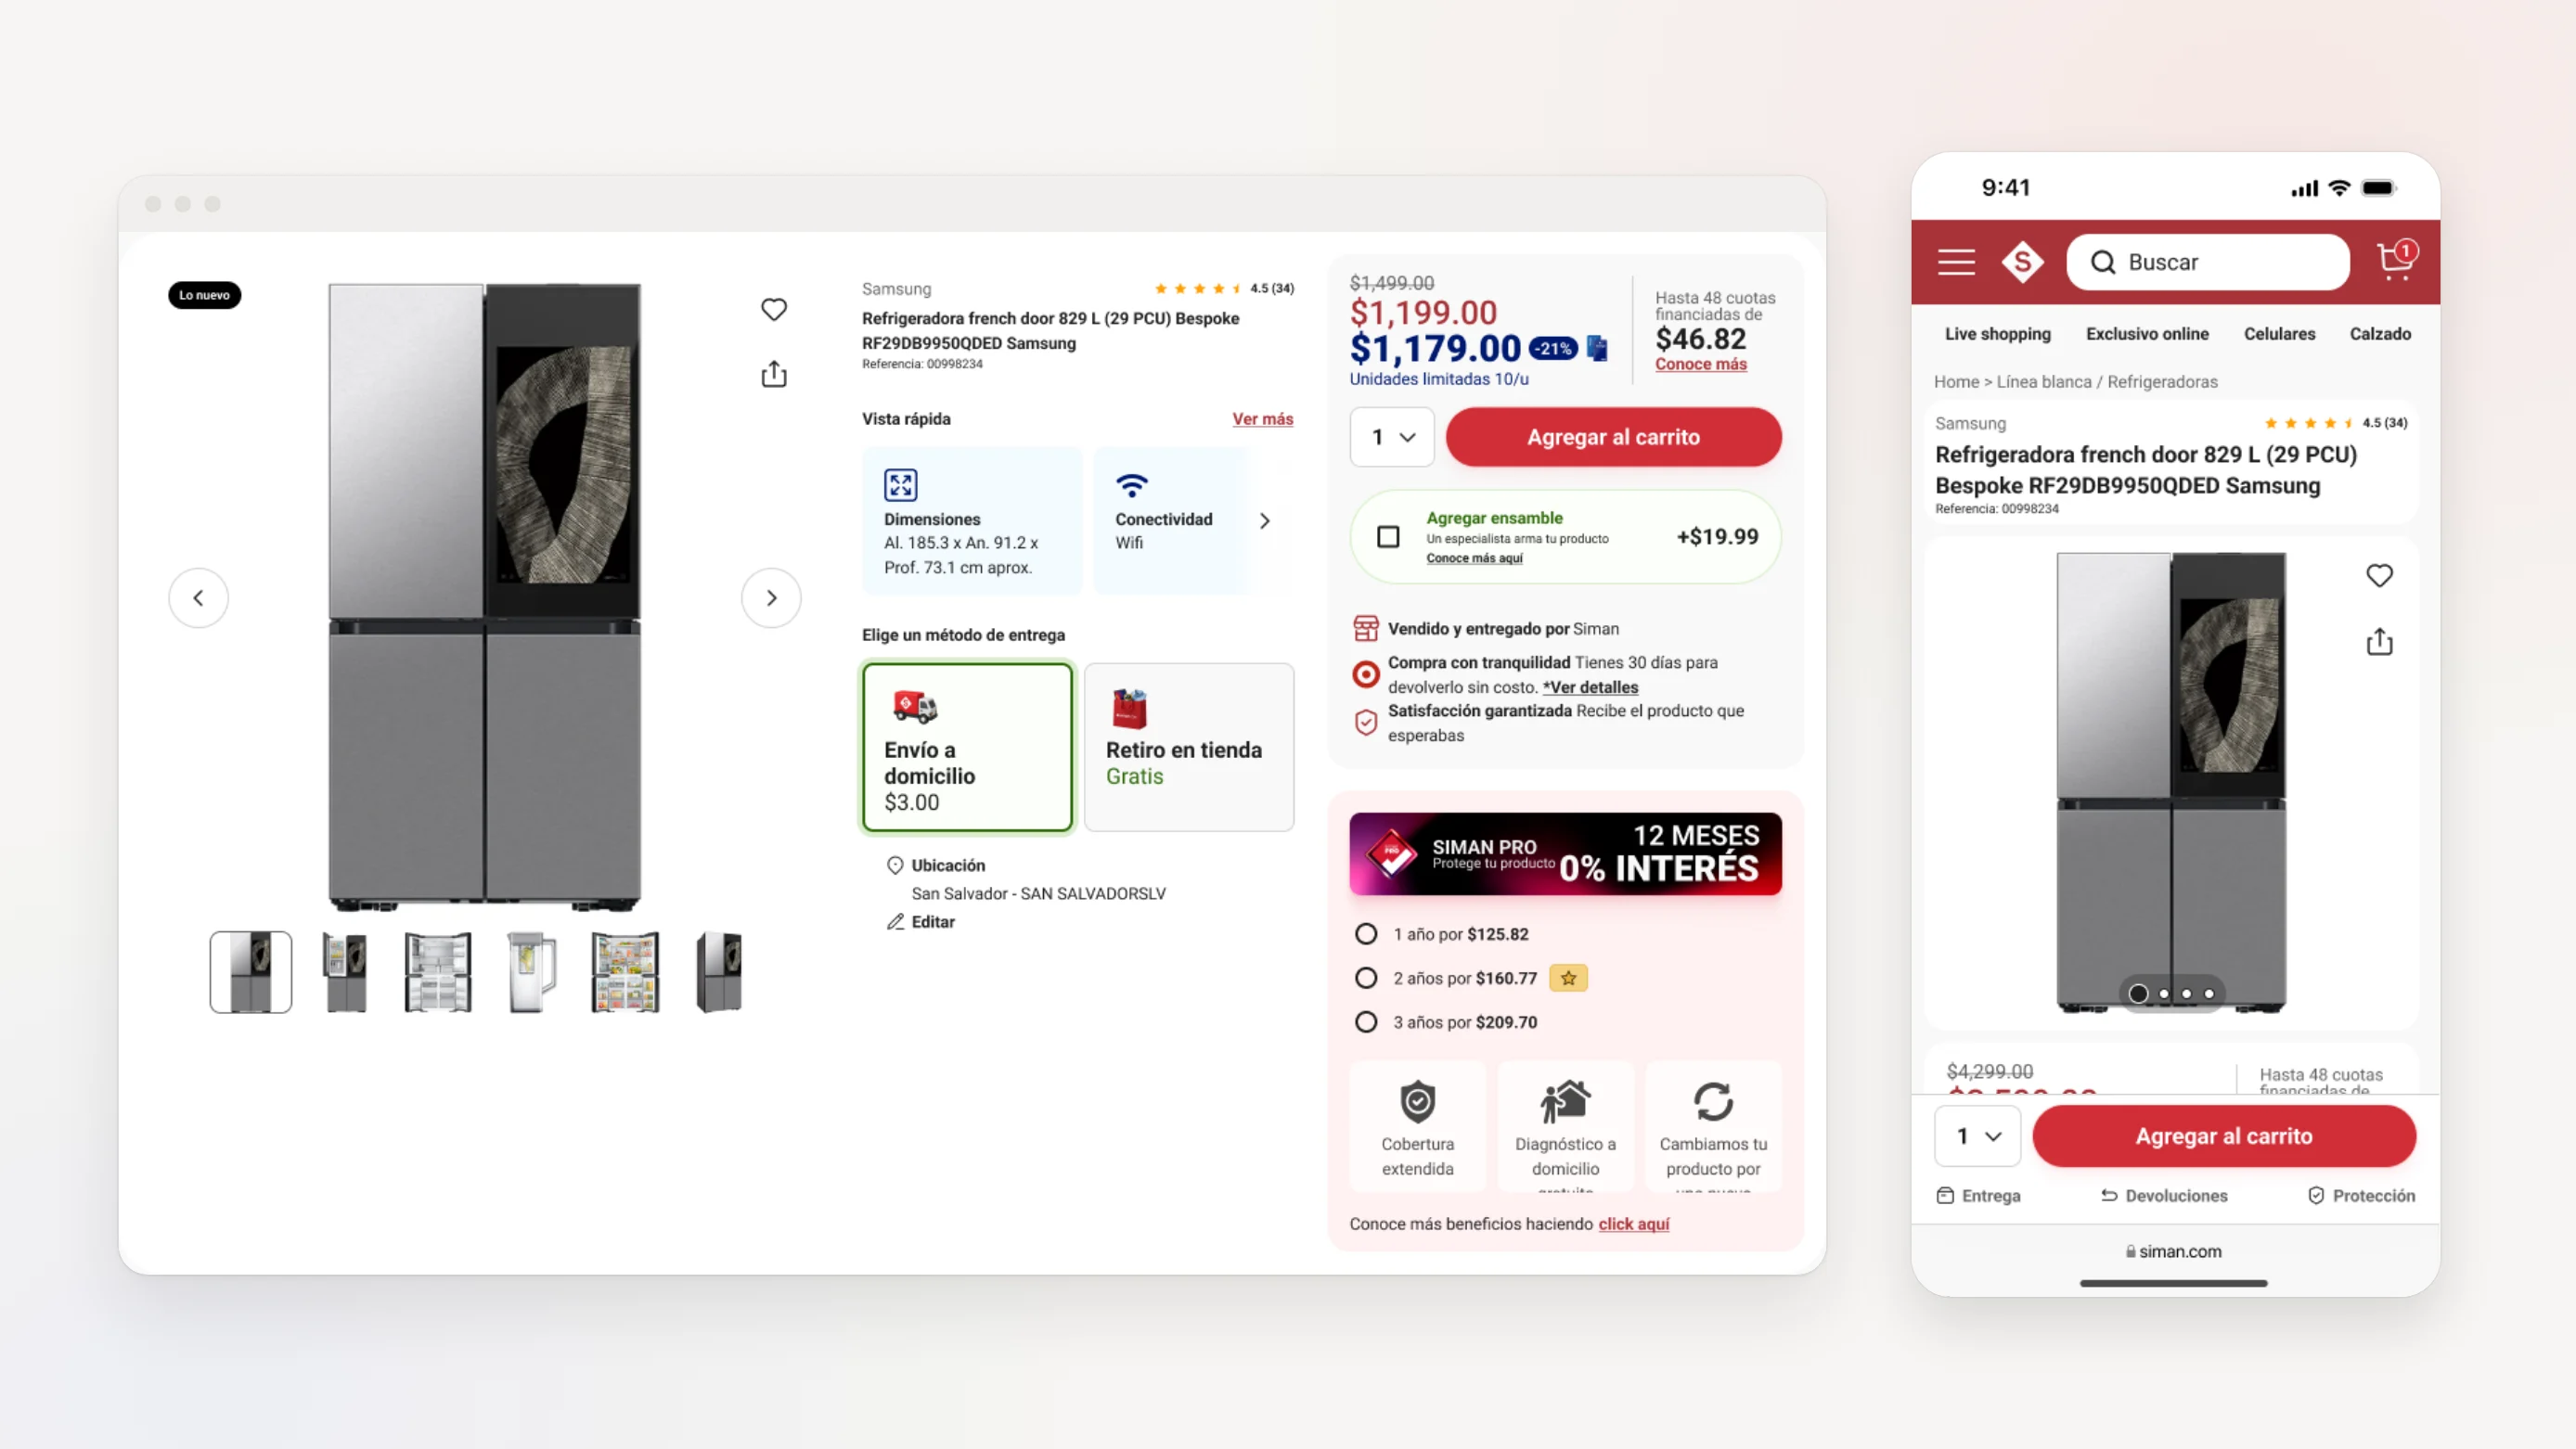 Lo nuevo
Samsung
4.5 (34)
Refrigeradora french door 829 L (29 PCU) Bespoke
RF29DB9950QDED Samsung
Referencia: 00998234
Vista rápida
Ver más
Dimensiones
Al. 185.3 x An. 91.2 x
Prof. 73.1 cm aprox.
Conectividad
Wifi
Elige un método de entrega
Envío a
domicilio
$3.00
Retiro en tienda
Gratis
Ubicación
San Salvador - SAN SALVADORSLV
Editar
$1,499.00
$1,199.00
$1,179.00 -21%
Unidades limitadas 10/u
Hasta 48 cuotas
financiadas de
$46.82
Conoce más
1
Agregar al carrito
Agregar ensamble
Un especialista arma tu producto
Conoce más aquí
+$19.99
Vendido y entregado por Siman
Compra con tranquilidad Tienes 30 días para
devolverlo sin costo. *Ver detalles
Satisfacción garantizada Recibe el producto que
esperabas
PRO
SIMAN PRO
Protege tu producto
12 MESES
0% INTERÉS
1 año por $125.82
2 años por $160.77
3 años por $209.70
Cobertura
extendida
Diagnóstico a
domicilio
Cambiamos tu
producto por
Conoce más beneficios haciendo click aquí
9:41
S
Buscar
1
Live shopping
Exclusivo online
Celulares
Calzado
Home > Línea blanca / Refrigeradoras
Samsung
4.5 (34)
Refrigeradora french door 829 L (29 PCU)
Bespoke RF29DB9950QDED Samsung
Referencia: 00998234
$4,299.00
Hasta 48 cuotas
financiadas de
1
Agregar al carrito
Entrega
Devoluciones
Protección
siman.com